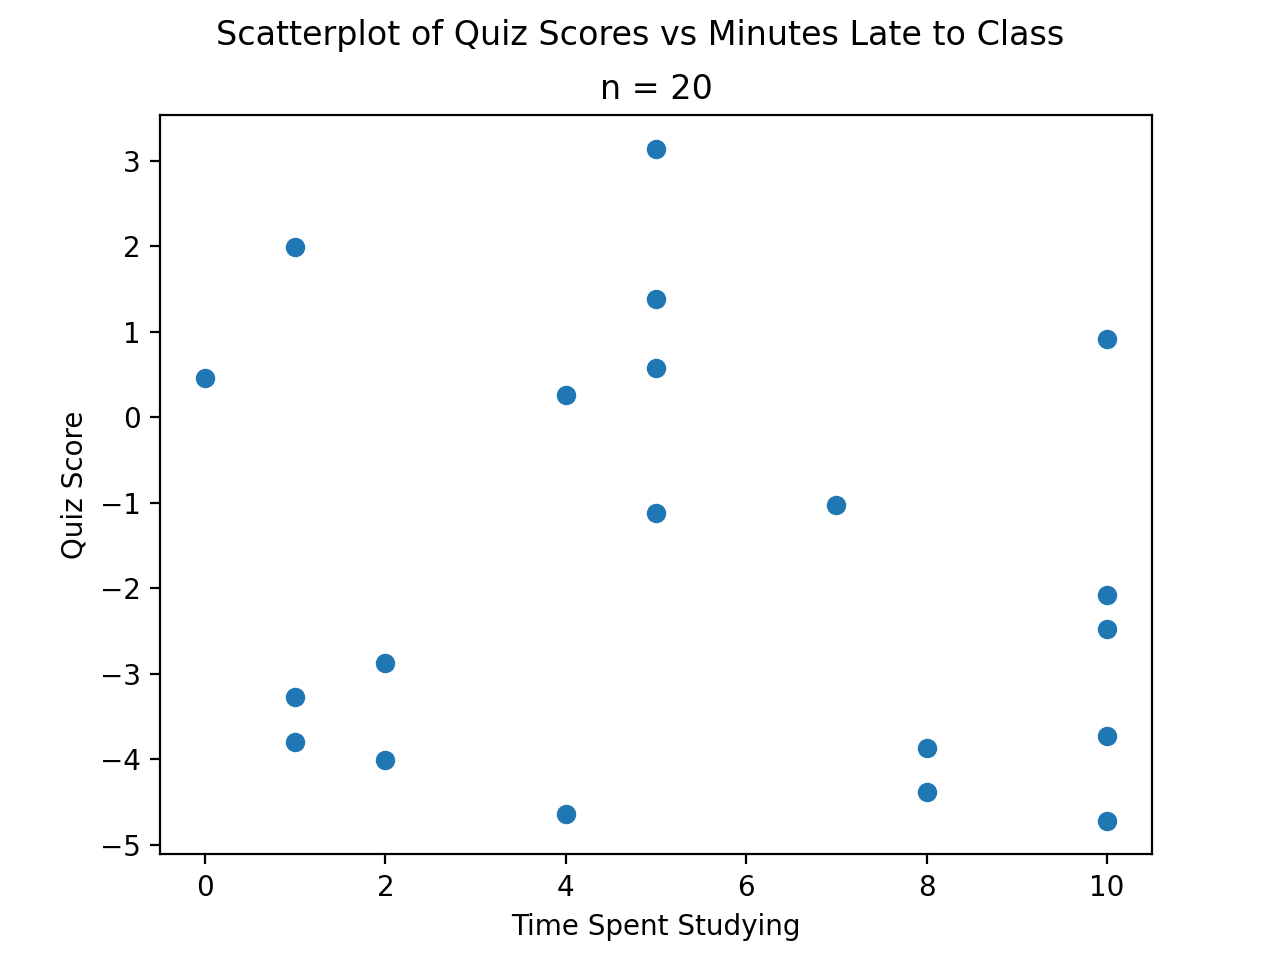 Scatterplot of Quiz Scores vs Minutes Late to Class
n = 20
3
2
1
0
−1
−2
−3
−4
−5
Quiz Score
0 2 4 6 8 10
Time Spent Studying